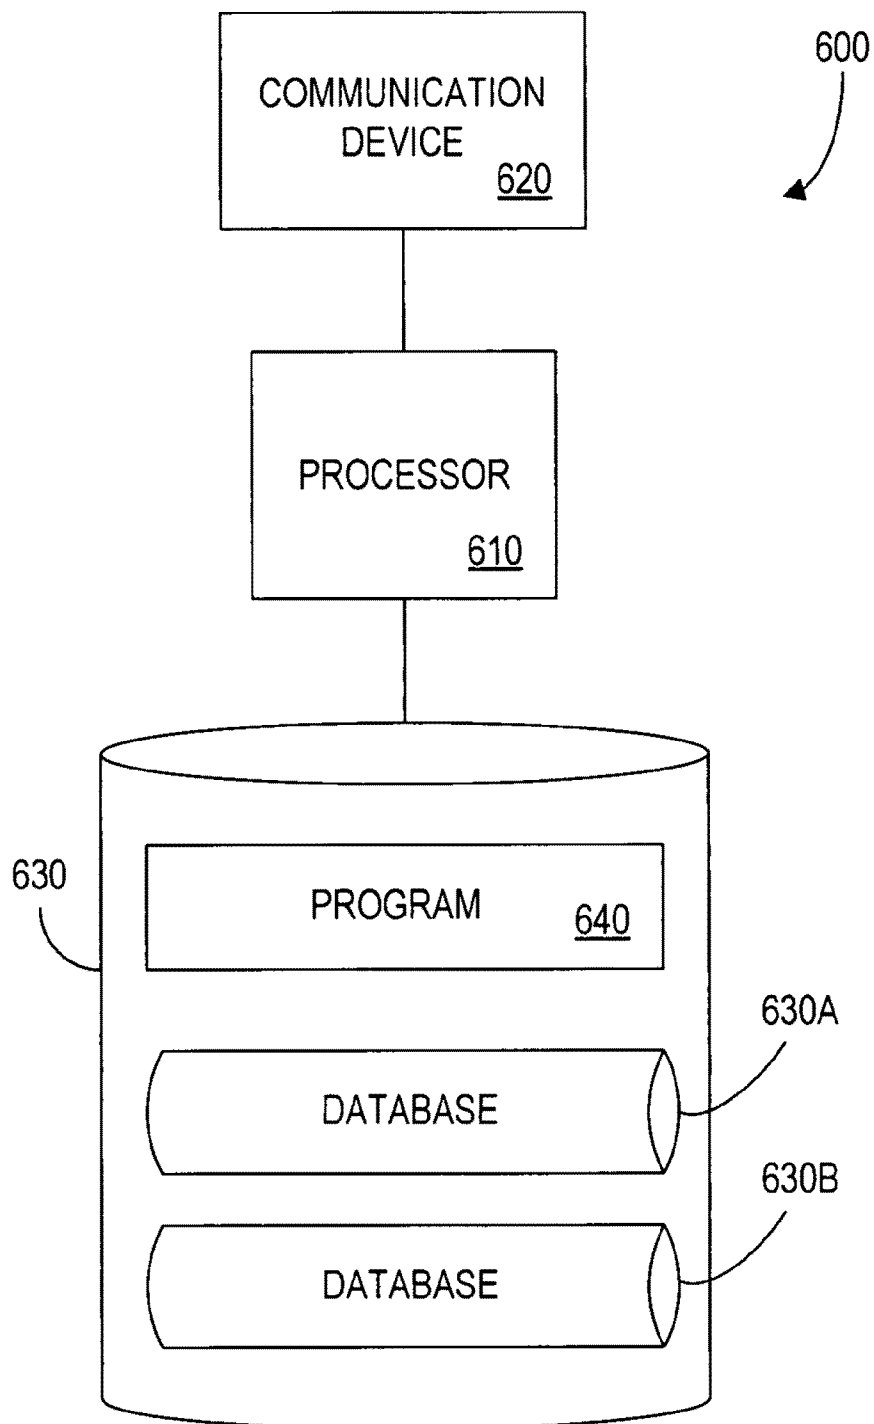 600
COMMUNICATION
DEVICE
620
PROCESSOR
610
630
PROGRAM
640
630A
DATABASE
630B
DATABASE